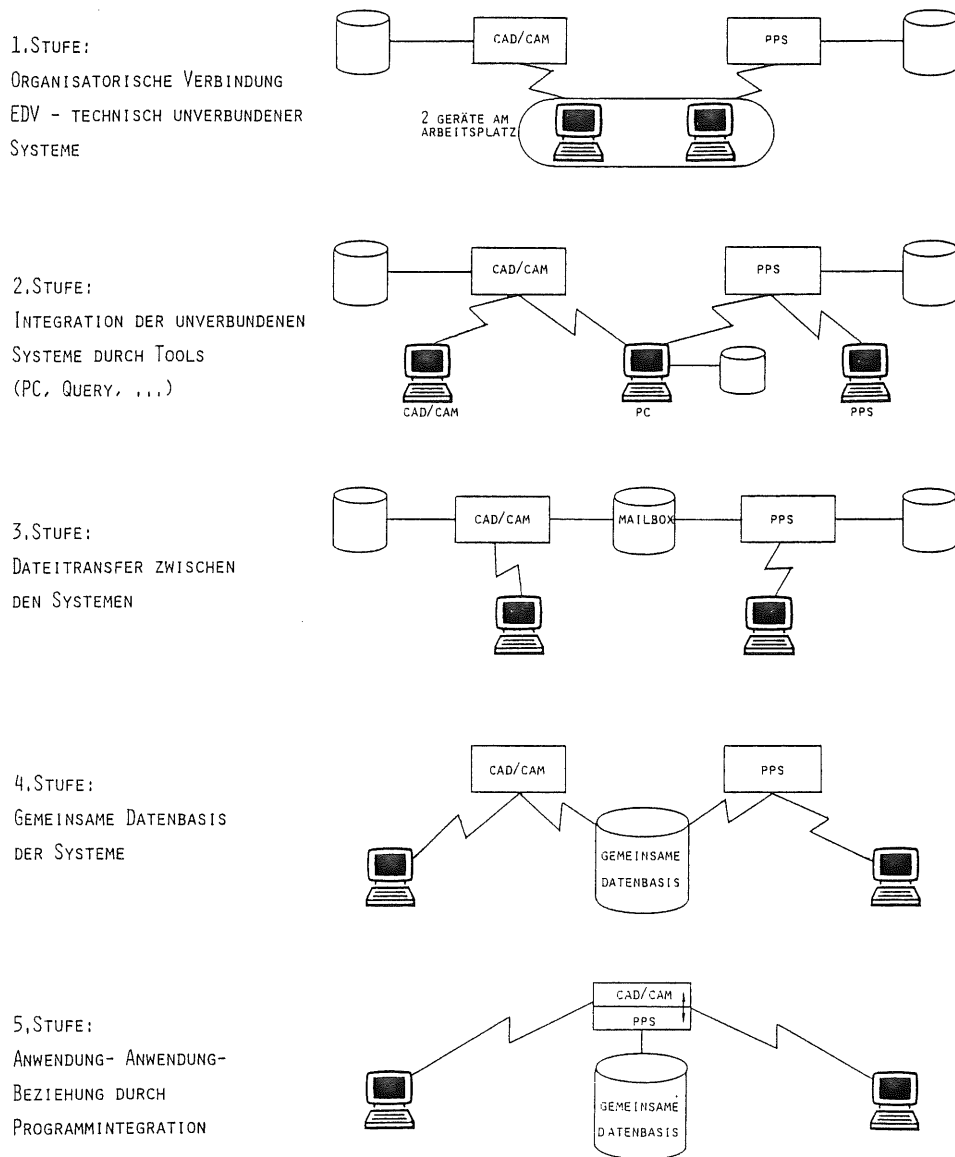 1.STUFE:
ORGANISATORISCHE VERBINDUNG
EDV - TECHNISCH UNVERBUNDENER
SYSTEME
CAD/CAM
PPS
2 GERÄTE AM
ARBEITSPLATZ
2.STUFE:
INTEGRATION DER UNVERBUNDENEN
SYSTEME DURCH TOOLS
(PC, QUERY, ...)
CAD/CAM
PPS
CAD/CAM
PC
PPS
3.STUFE:
DATEITRANSFER ZWISCHEN
DEN SYSTEMEN
CAD/CAM
MAILBOX
PPS
4.STUFE:
GEMEINSAME DATENBASIS
DER SYSTEME
CAD/CAM
PPS
GEMEINSAME
DATENBASIS
5.STUFE:
ANWENDUNG- ANWENDUNG-
BEZIEHUNG DURCH
PROGRAMMINTEGRATION
CAD/CAM
PPS
GEMEINSAME
DATENBASIS